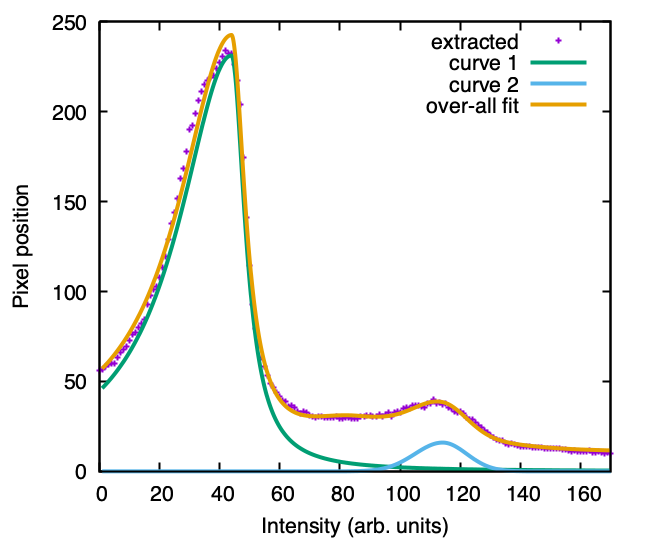 250
200
150
100
50
0
Pixel position
extracted
curve 1
curve 2
over-all fit
0 20 40 60 80 100 120 140 160
Intensity (arb. units)